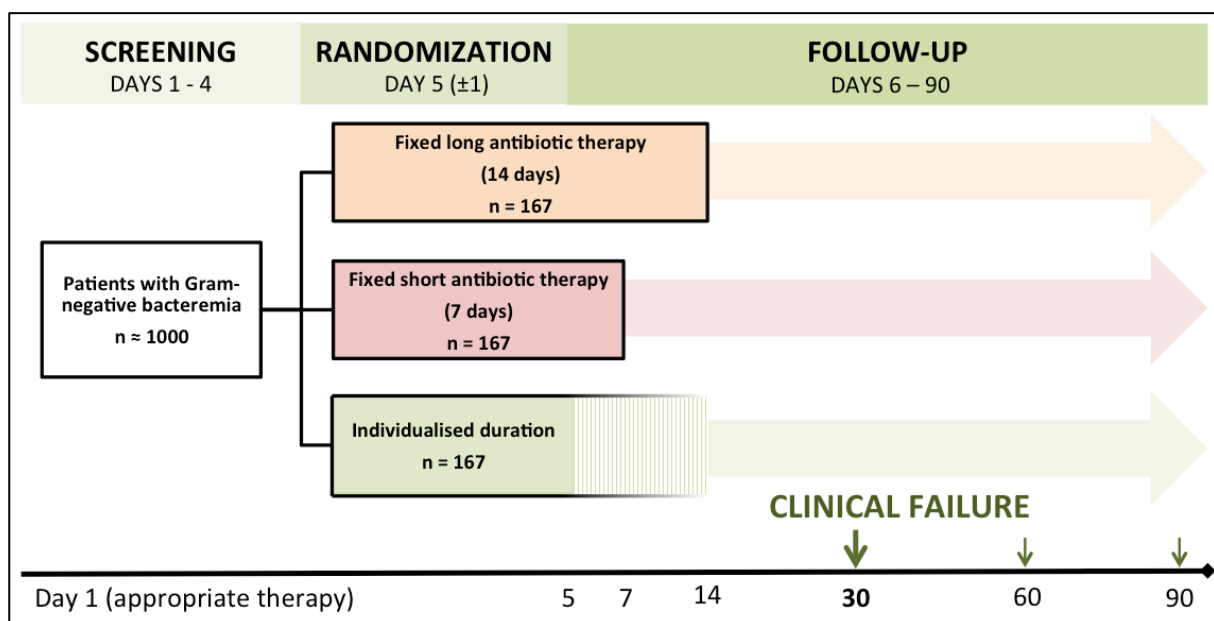 SCREENING
DAYS 1 - 4
RANDOMIZATION
DAY 5 (±1)
FOLLOW-UP
DAYS 6 – 90
Fixed long antibiotic therapy
(14 days)
n = 167
Patients with Gram-
negative bacteremia
n ≈ 1000
Fixed short antibiotic therapy
(7 days)
n = 167
Individualised duration
n = 167
CLINICAL FAILURE
Day 1 (appropriate therapy) 5 7 14 30 60 90